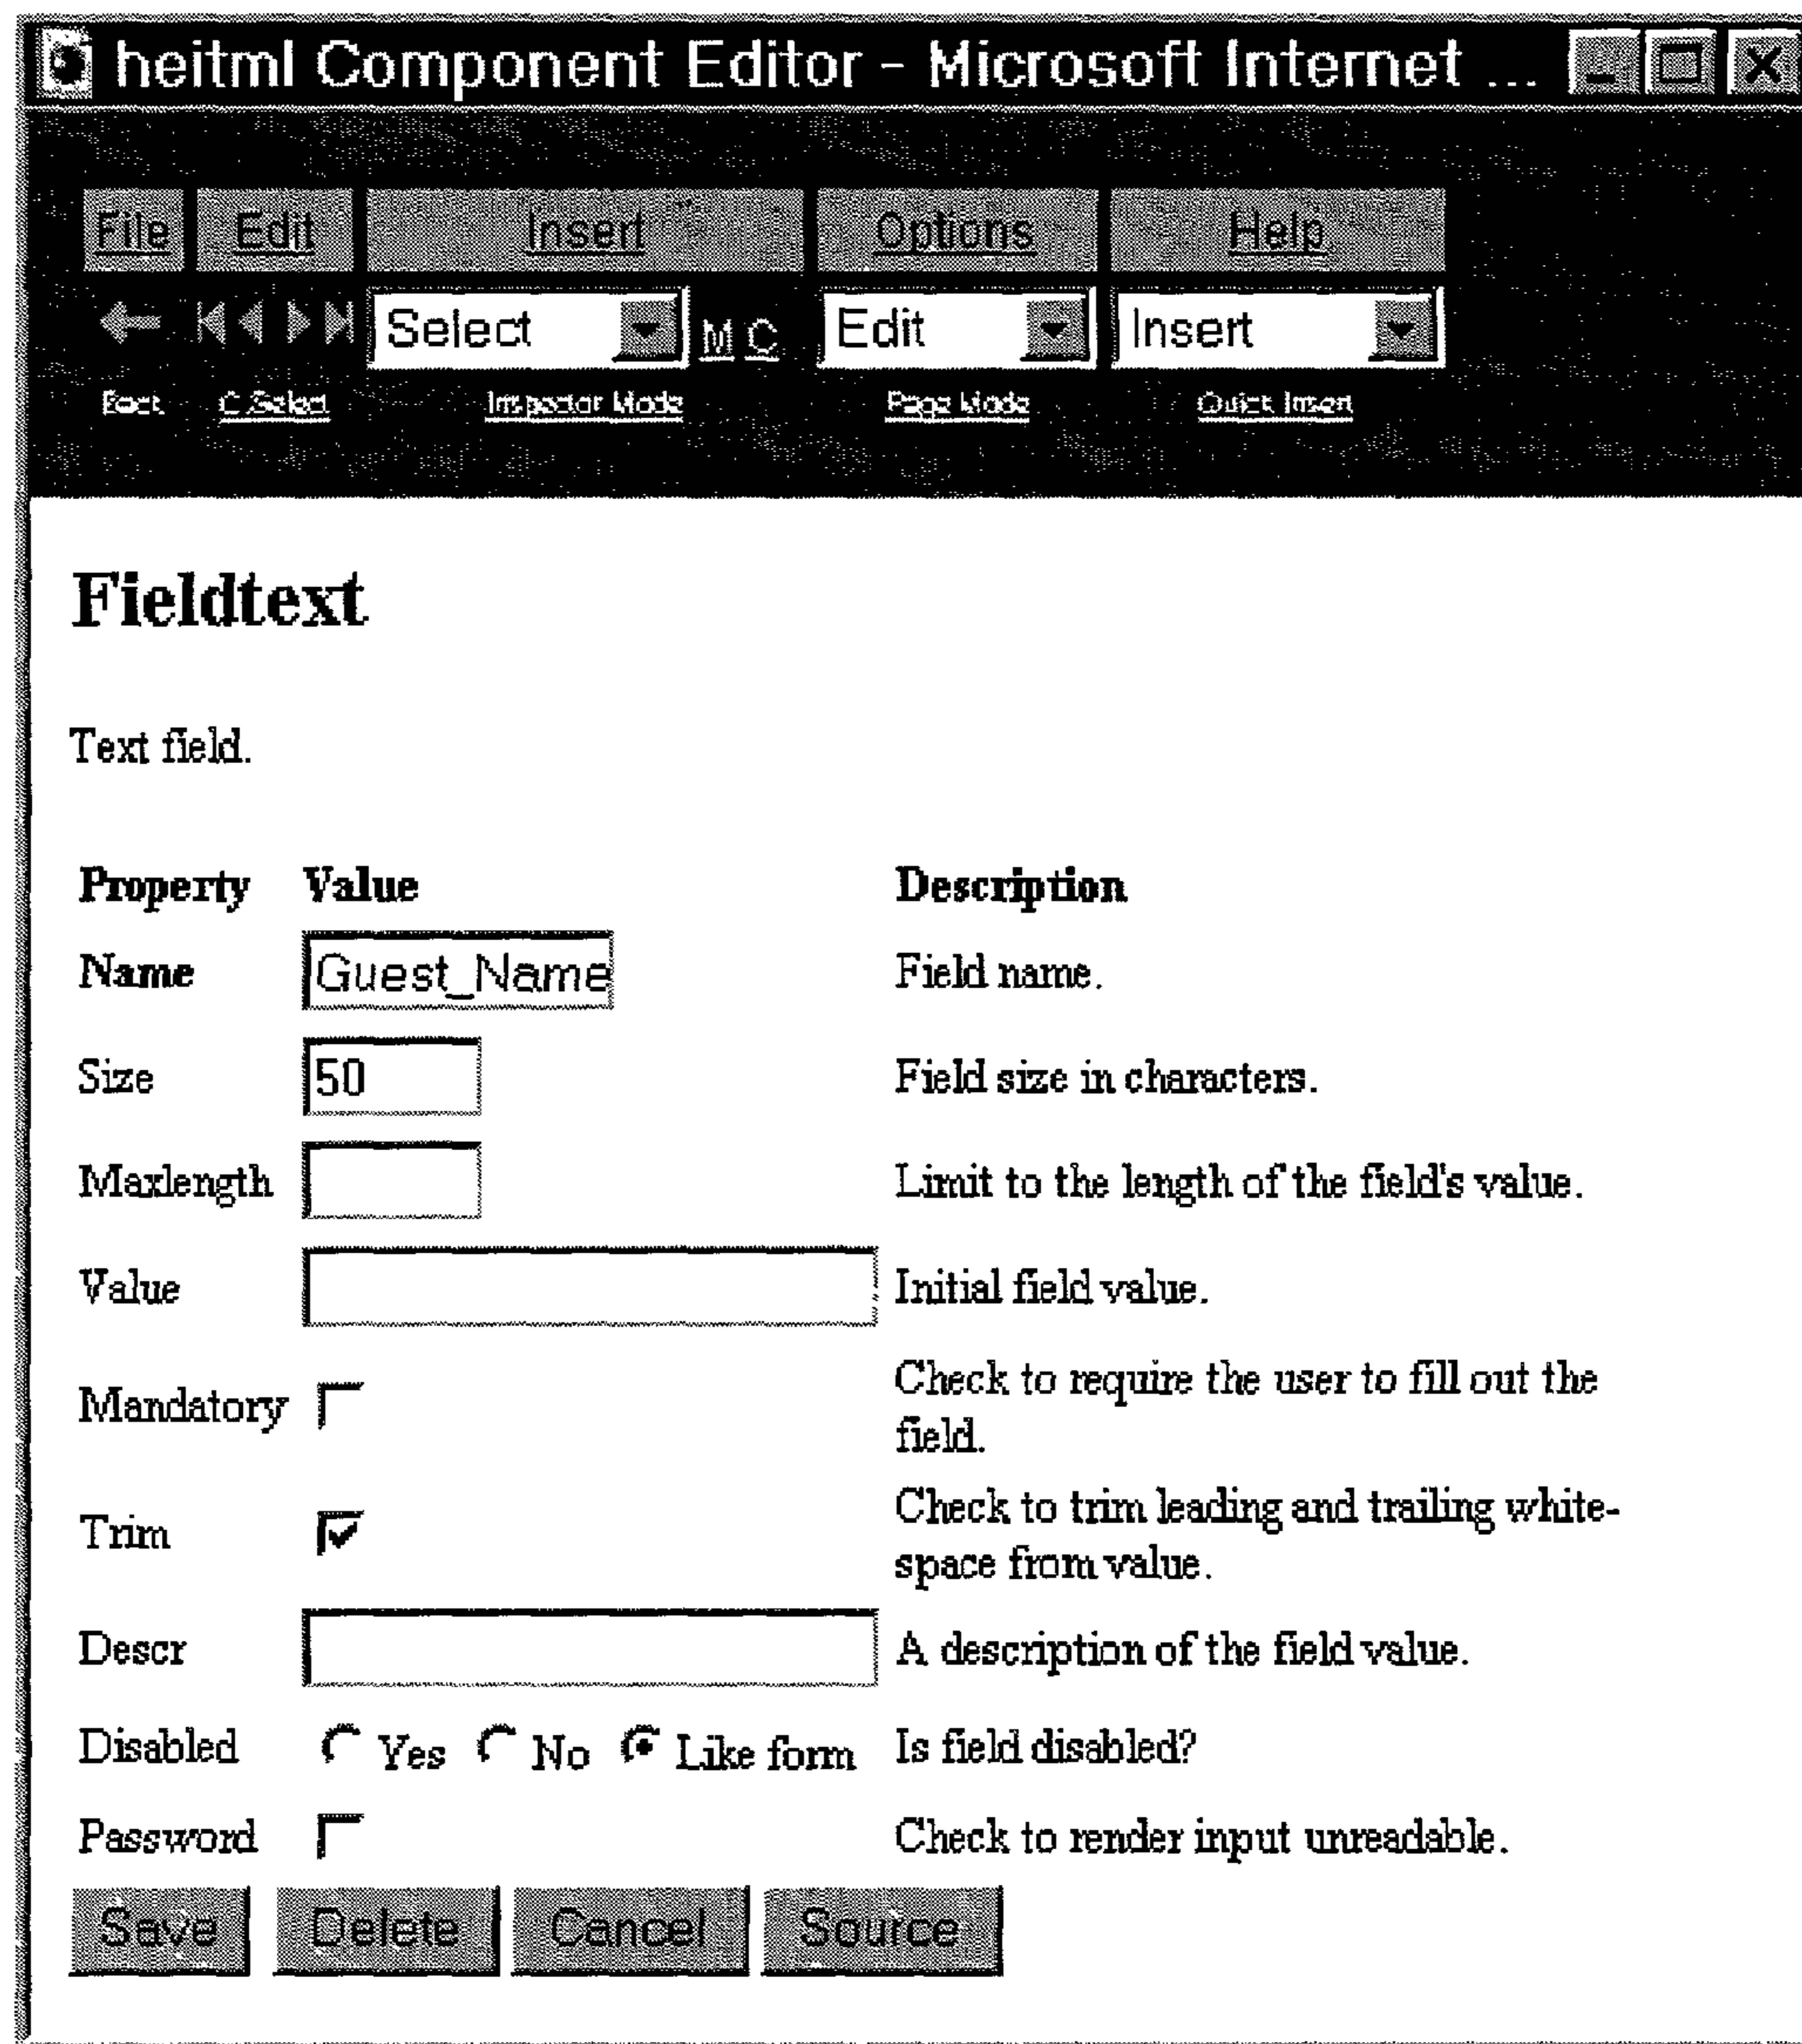 heitml Component Editor - Microsoft Internet ...
File Edit Insert Options Help
Select M C Edit Insert
C Select Inspector Mode Page Mode Quick Insert
Fieldtext
Text field.
Property Value Description
Name Guest_Name Field name.
Size 50 Field size in characters.
Maxlength Limit to the length of the field's value.
Value Initial field value.
Mandatory Check to require the user to fill out the
field.
Trim Check to trim leading and trailing white-
space from value.
Descr A description of the field value.
Disabled Yes No Like form Is field disabled?
Password Check to render input unreadable.
Save Delete Cancel Source